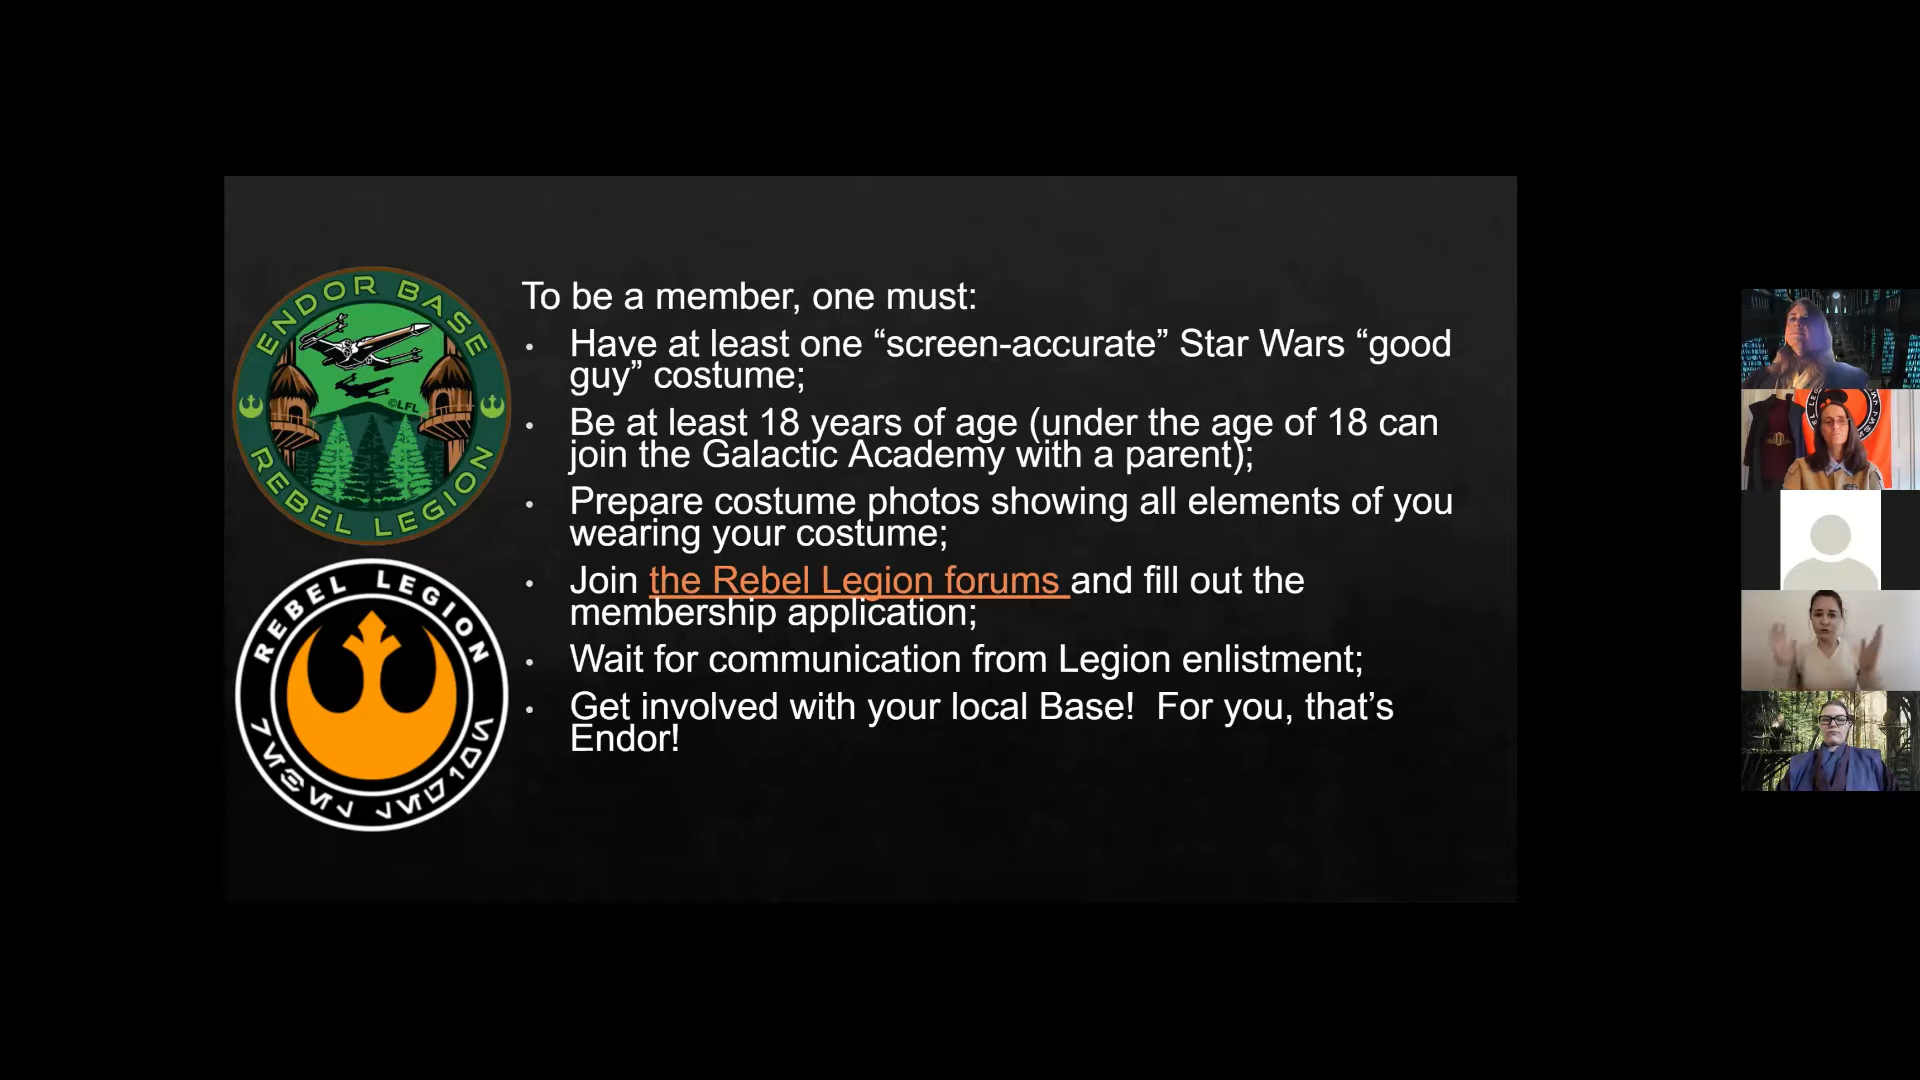 ENDOR BASE
©LFL
REBEL LEGION
REBEL LEGION
To be a member, one must:
• Have at least one “screen-accurate” Star Wars “good
guy” costume;
• Be at least 18 years of age (under the age of 18 can
join the Galactic Academy with a parent);
• Prepare costume photos showing all elements of you
wearing your costume;
• Join the Rebel Legion forums and fill out the
membership application;
• Wait for communication from Legion enlistment;
• Get involved with your local Base!  For you, that’s
Endor!